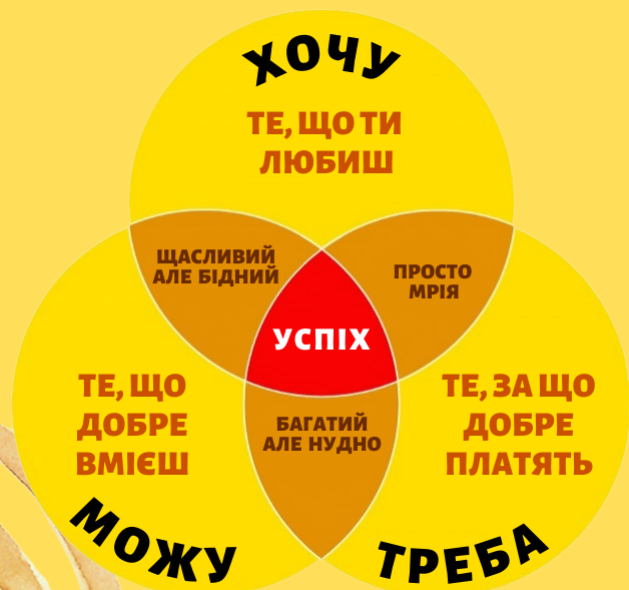 ХОЧУ
ТЕ, ЩО ТИ
ЛЮБИШ
ЩАСЛИВИЙ
АЛЕ БІДНИЙ
ПРОСТО
МРІЯ
УСПІХ
ТЕ, ЩО
ДОБРЕ
ВМІЄШ
БАГАТИЙ
АЛЕ НУДНО
ТЕ, ЗА ЩО
ДОБРЕ
ПЛАТЯТЬ
МОЖУ
ТРЕБА